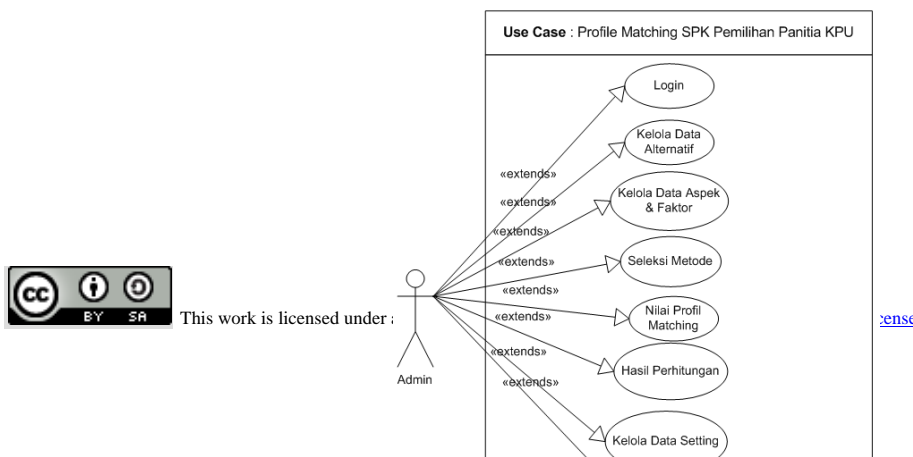 Use Case : Profile Matching SPK Pemilihan Panitia KPU
Login
Kelola Data
Alternatif
«extends»
«extends»
Kelola Data Aspek
& Faktor
«extends»
«extends»
Seleksi Metode
«extends»
cc
BY SA
This work is licensed under
«extends»
Nilai Profil
Matching
«extends»
«extends»
Hasil Perhitungan
Admin
Kelola Data Setting